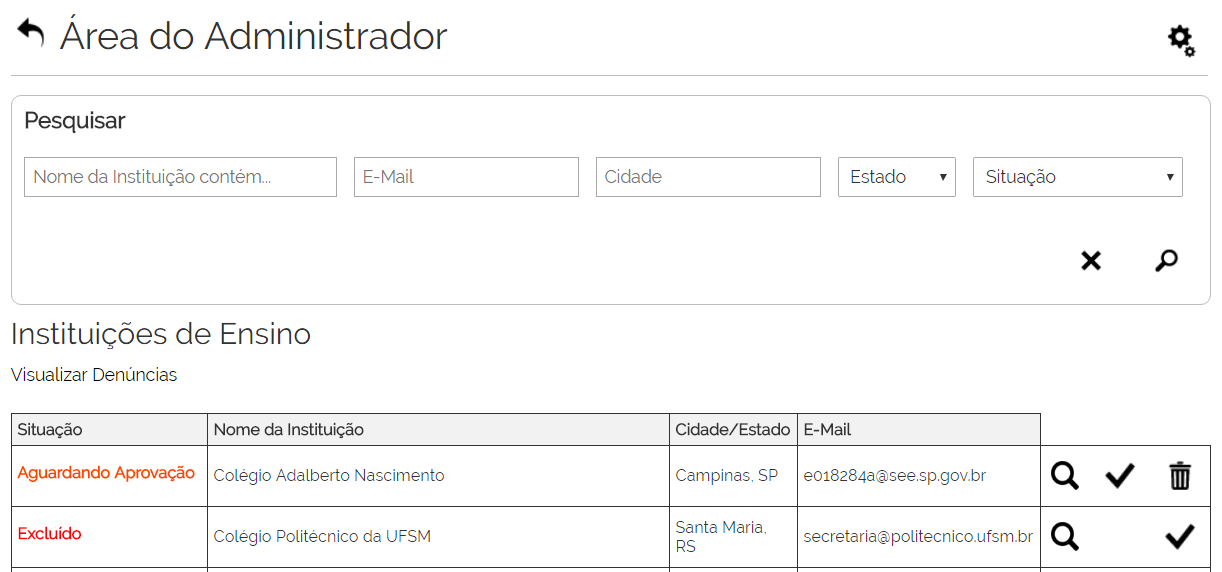 Área do Administrador
Pesquisar
Nome da Instituição contém... E-Mail Cidade Estado Situação
Instituições de Ensino
Visualizar Denúncias
Situação Nome da Instituição Cidade/Estado E-Mail
Aguardando Aprovação Colégio Adalberto Nascimento Campinas, SP e018284a@see.sp.gov.br
Excluído Colégio Politécnico da UFSM Santa Maria, secretaria@politecnico.ufsm.br
RS